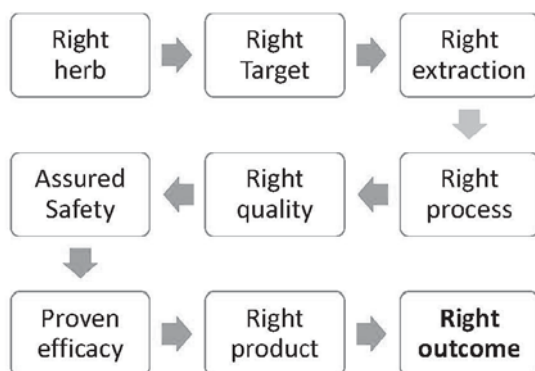 Right
herb
Right
Target
Right
extraction
Right
process
Right
quality
Assured
Safety
Proven
efficacy
Right
product
Right
outcome